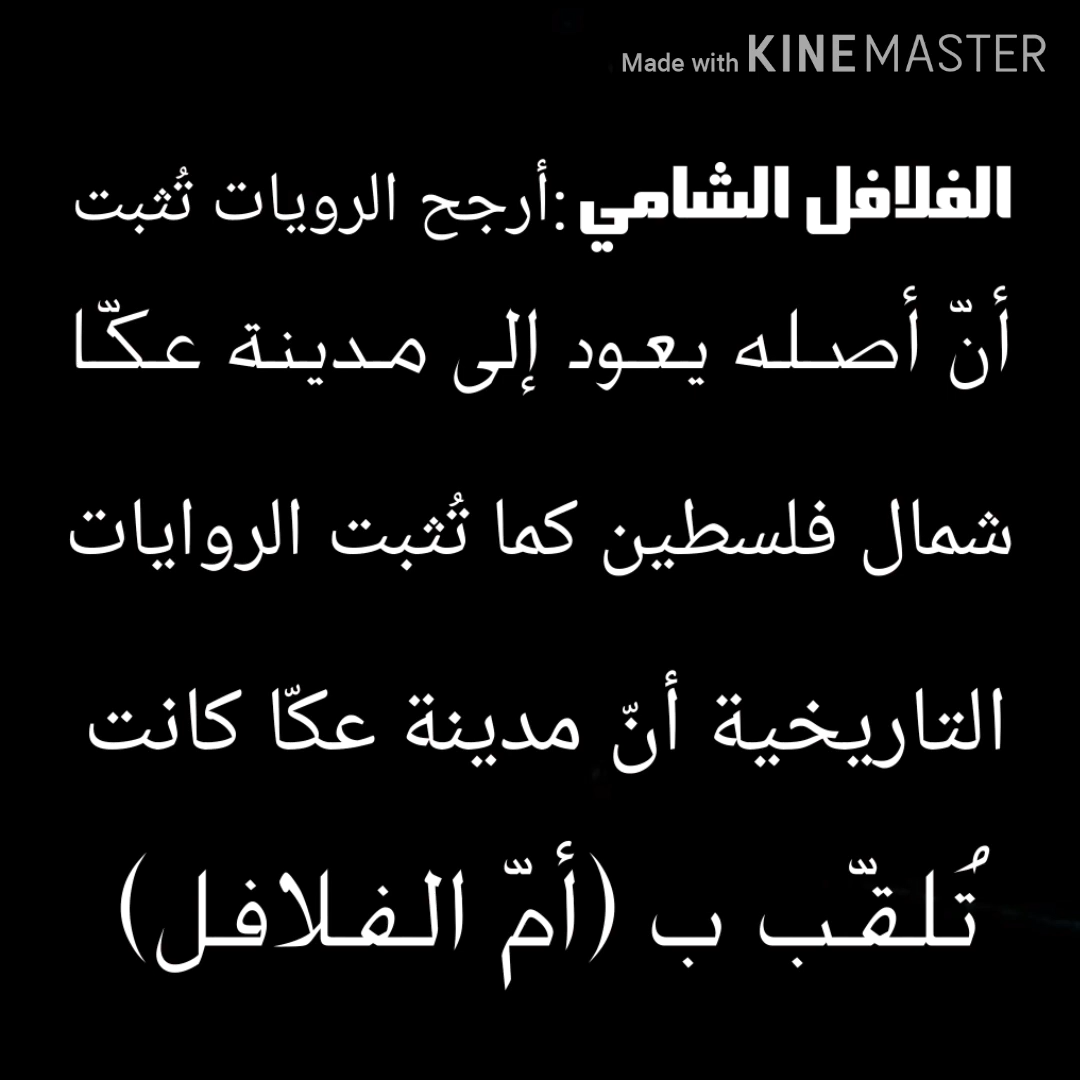 Made with KINEMASTER
الفلافل الشامي :أرجح الرويات تُثبت
أنّ أصله يعود إلى مدينة عكّا
شمال فلسطين كما تُثبت الروايات
التاريخية أنّ مدينة عكّا كانت
تُلقّب ب (أمّ الفلافل)